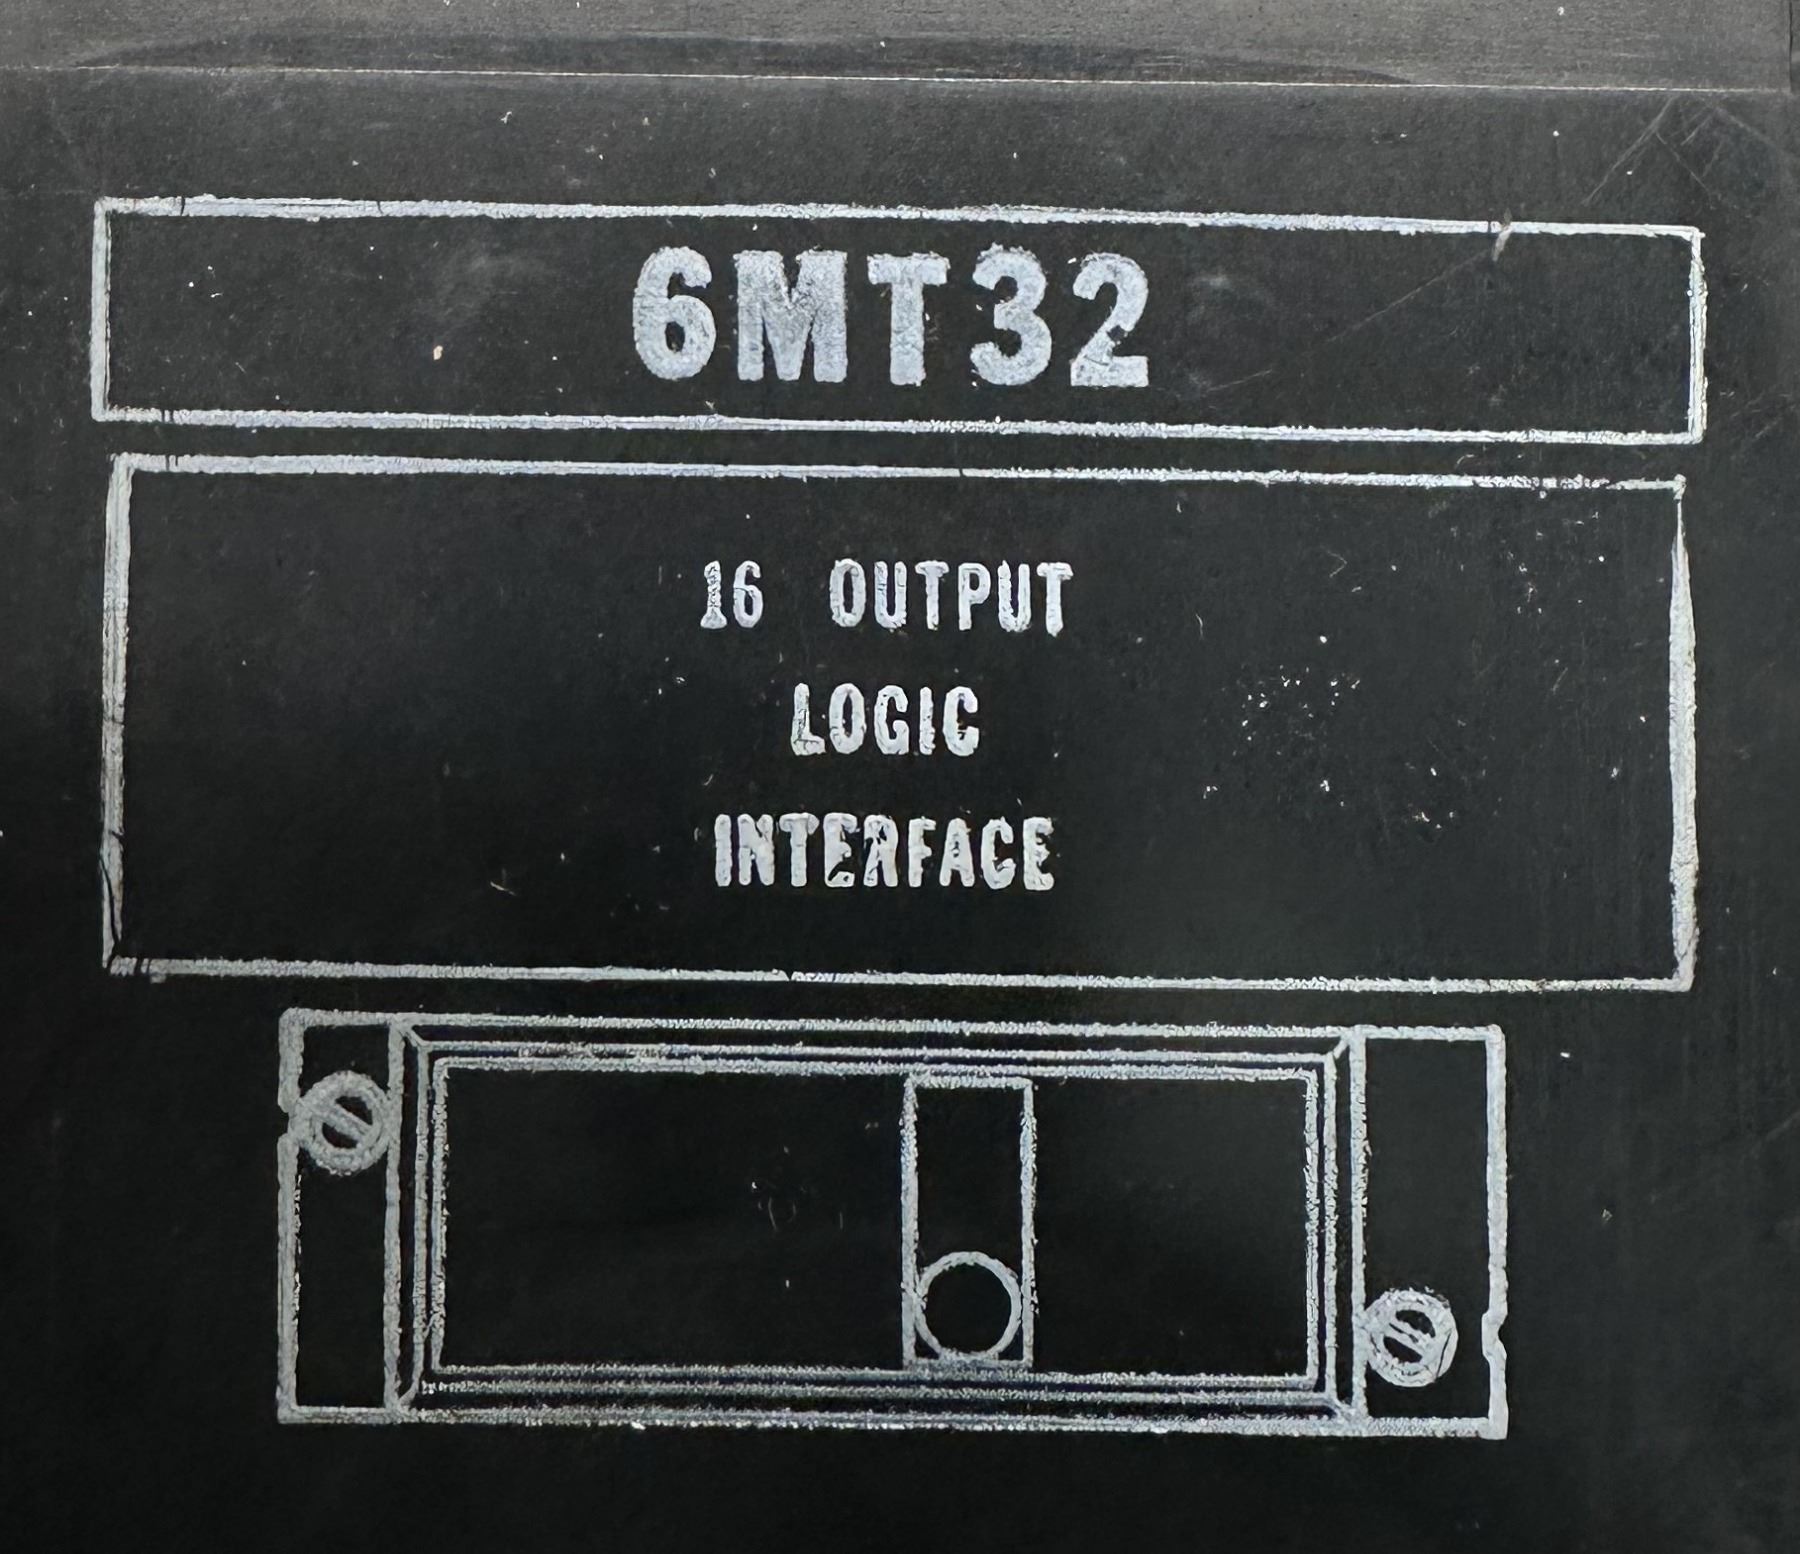 6MT32
16 OUTPUT
LOGIC
INTERFACE